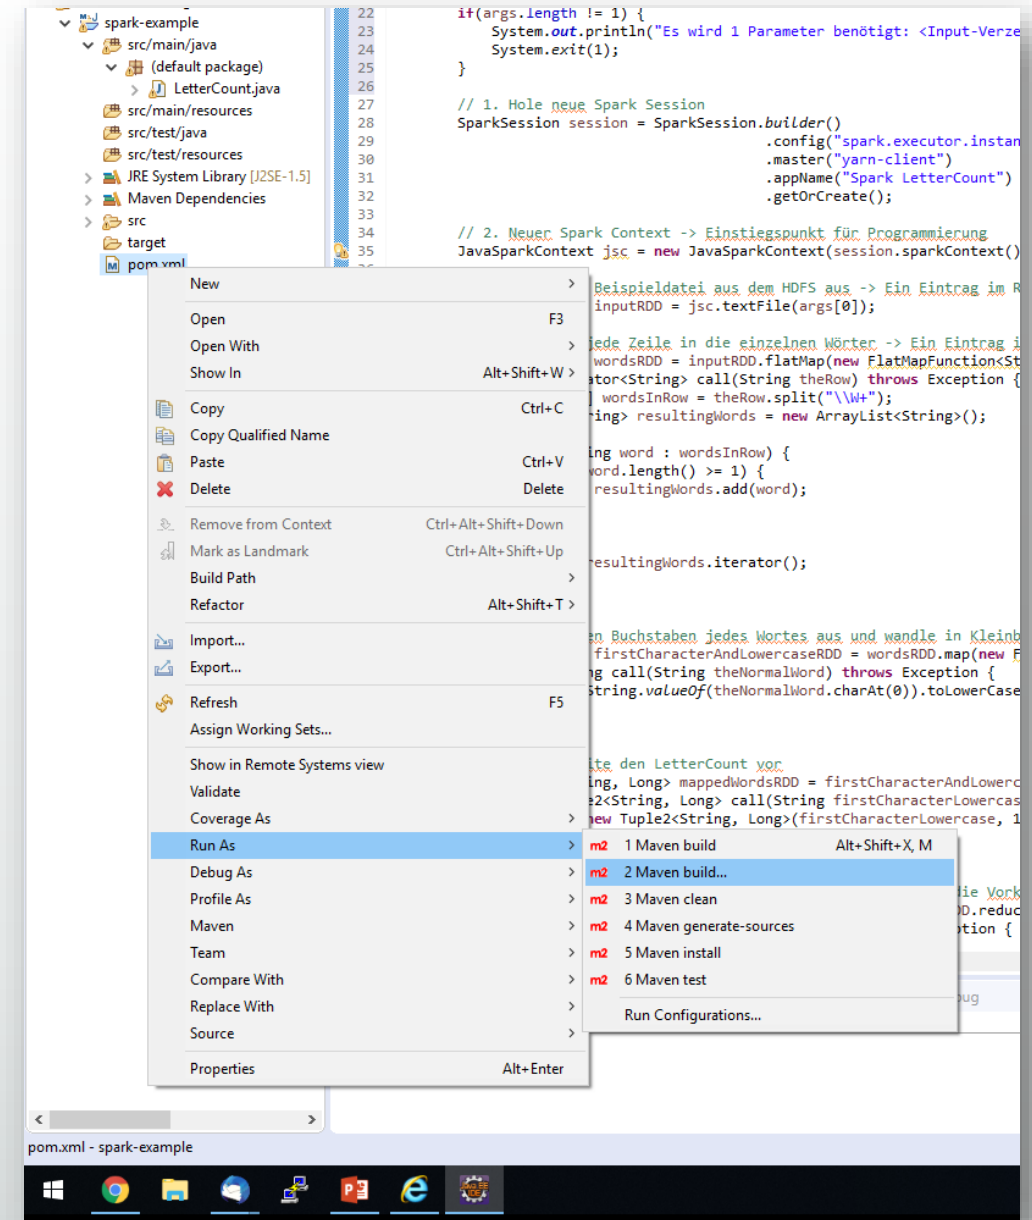 spark-example
src/main/java
(default package)
LetterCount.java
src/main/resources
src/test/java
src/test/resources
JRE System Library [J2SE-1.5]
Maven Dependencies
src
target
pom.xml
22 if(args.length != 1) {
23 System.out.println("Es wird 1 Parameter benötigt: <Input-Verze
24 System.exit(1);
25 }
26
27 // 1. Hole neue Spark Session
28 SparkSession session = SparkSession.builder()
29 .config("spark.executor.instan
30 .master("yarn-client")
31 .appName("Spark LetterCount")
32 .getOrCreate();
33
34 // 2. Neuer Spark Context -> Einstiegspunkt für Programmierung
35 JavaSparkContext jsc = new JavaSparkContext(session.sparkContext()
Beispieldatei aus dem HDFS aus -> Ein Eintrag im R
inputRDD = jsc.textFile(args[0]);
jede Zeile in die einzelnen Wörter -> Ein Eintrag i
wordsRDD = inputRDD.flatMap(new FlatMapFunction<St
ator<String> call(String theRow) throws Exception {
] wordsInRow = theRow.split("\\W+");
ring> resultingWords = new ArrayList<String>();
ing word : wordsInRow) {
word.length() >= 1) {
resultingWords.add(word);
resultingWords.iterator();
en Buchstaben jedes Wortes aus und wandle in Kleinb
firstCharacterAndLowercaseRDD = wordsRDD.map(new F
ng call(String theNormalWord) throws Exception {
String.valueOf(theNormalWord.charAt(0)).toLowerCase
ite den LetterCount vor
ing, Long> mappedWordsRDD = firstCharacterAndLowerc
e2<String, Long> call(String firstCharacterLowercas
new Tuple2<String, Long>(firstCharacterLowercase, 1
die Vork
DD.reduc
ption {
bug
New >
Open F3
Open With >
Show In Alt+Shift+W >
Copy Ctrl+C
Copy Qualified Name
Paste Ctrl+V
Delete Delete
Remove from Context Ctrl+Alt+Shift+Down
Mark as Landmark Ctrl+Alt+Shift+Up
Build Path >
Refactor Alt+Shift+T >
Import...
Export...
Refresh F5
Assign Working Sets...
Show in Remote Systems view
Validate
Coverage As >
Run As >
Debug As >
Profile As >
Maven >
Team >
Compare With >
Replace With >
Source >
Properties Alt+Enter
m2 1 Maven build Alt+Shift+X, M
m2 2 Maven build...
m2 3 Maven clean
m2 4 Maven generate-sources
m2 5 Maven install
m2 6 Maven test
Run Configurations...
pom.xml - spark-example